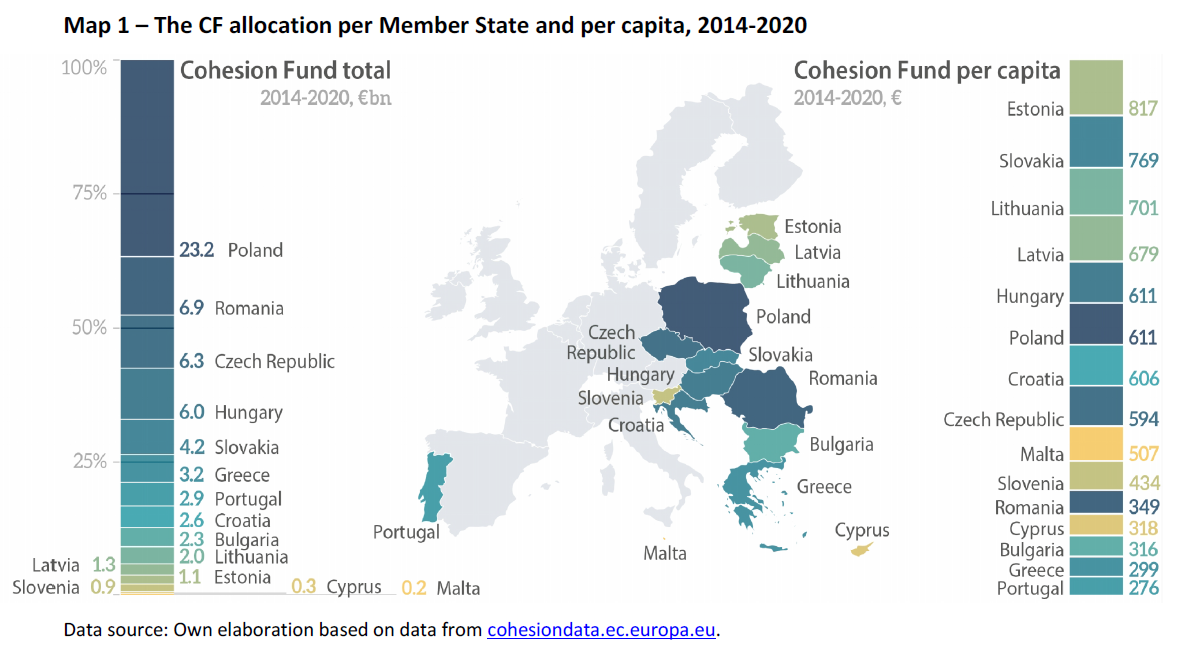 Map 1 – The CF allocation per Member State and per capita, 2014-2020
100%
Cohesion Fund total
2014-2020, €bn
75%
23.2 Poland
6.9 Romania
50%
6.3 Czech Republic
6.0 Hungary
4.2 Slovakia
25%
3.2 Greece
2.9 Portugal
2.6 Croatia
2.3 Bulgaria
2.0 Lithuania
Latvia 1.3
1.1 Estonia
Slovenia 0.9
0.3 Cyprus
0.2 Malta
Estonia
Latvia
Lithuania
Poland
Czech
Republic
Slovakia
Hungary
Romania
Slovenia
Croatia
Bulgaria
Greece
Portugal
Cyprus
Malta
Cohesion Fund per capita
2014-2020, €
Estonia 817
Slovakia 769
Lithuania 701
Latvia 679
Hungary 611
Poland 611
Croatia 606
Czech Republic 594
Malta 507
Slovenia 434
Romania 349
Cyprus 318
Bulgaria 316
Greece 299
Portugal 276
Data source: Own elaboration based on data from cohesiondata.ec.europa.eu.